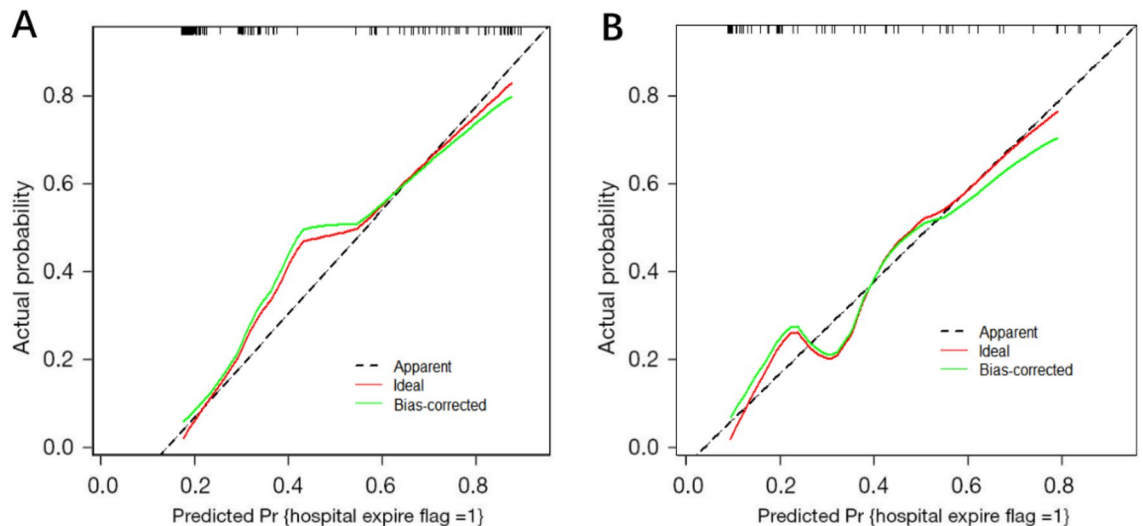 A
Actual probability
0.8
0.6
0.4
0.2
0.0
Apparent
Ideal
Bias-corrected
0.0 0.2 0.4 0.6 0.8
Predicted Pr {hospital expire flag =1}
B
Actual probability
0.8
0.6
0.4
0.2
0.0
Apparent
Ideal
Bias-corrected
0.0 0.2 0.4 0.6 0.8
Predicted Pr {hospital expire flag =1}